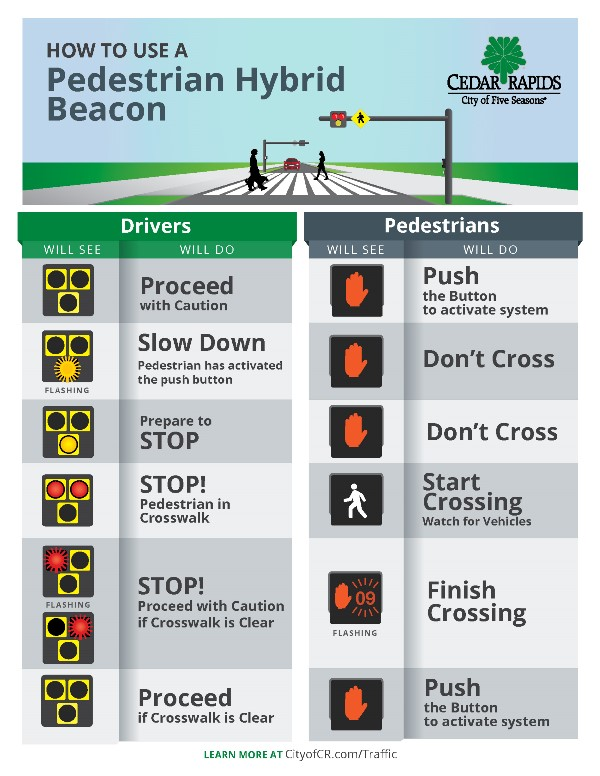 HOW TO USE A
Pedestrian Hybrid
Beacon
CEDAR RAPIDS
City of Five Seasons®
Drivers
WILL SEE WILL DO
Proceed
with Caution
Slow Down
Pedestrian has activated
the push button
FLASHING
Prepare to
STOP
STOP!
Pedestrian in
Crosswalk
FLASHING
STOP!
Proceed with Caution
if Crosswalk is Clear
Proceed
if Crosswalk is Clear
Pedestrians
WILL SEE WILL DO
Push
the Button
to activate system
Don't Cross
Don't Cross
Start
Crossing
Watch for Vehicles
09
FLASHING
Finish
Crossing
Push
the Button
to activate system
LEARN MORE AT CityofCR.com/Traffic